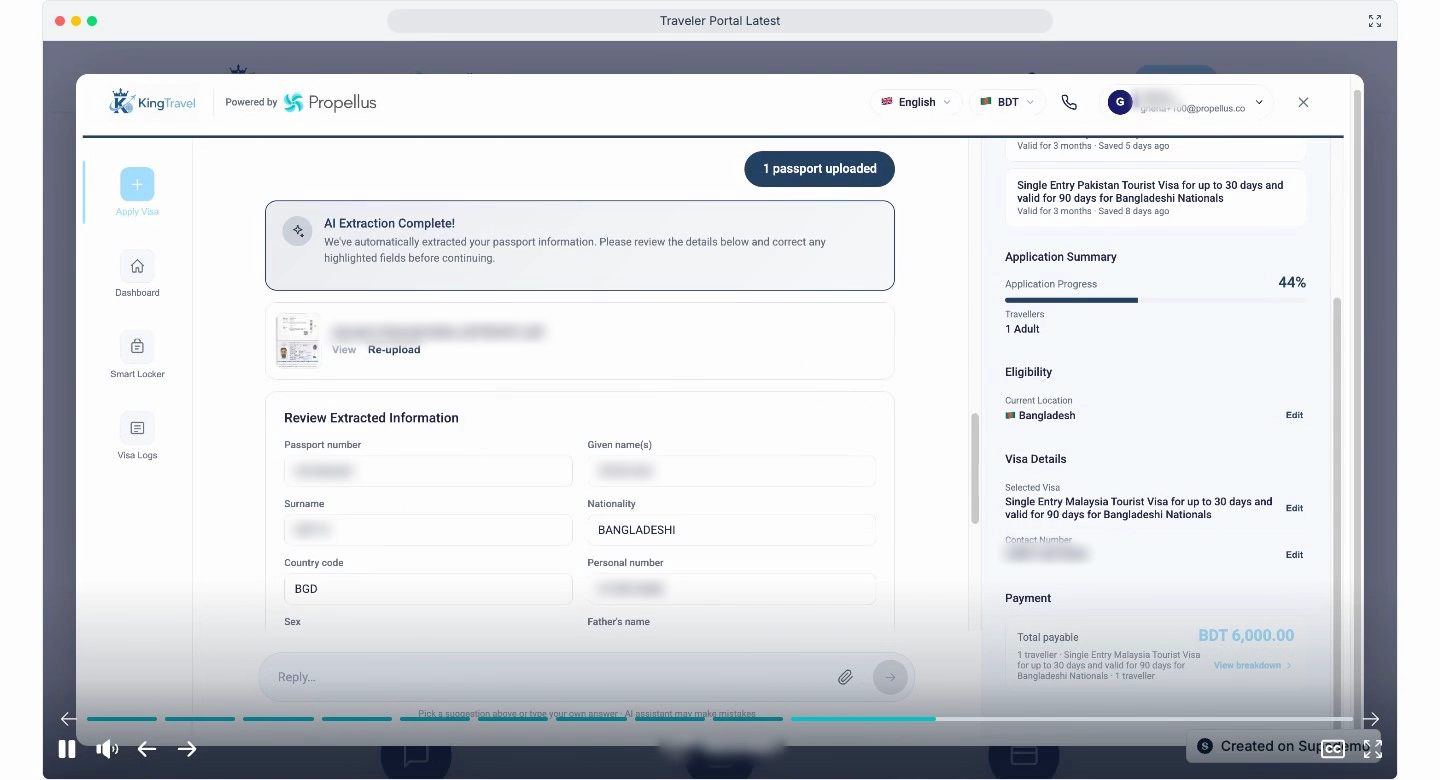 Traveler Portal Latest
KingTravel
Powered by Propellus
English
BDT
G
@propellus.co
1 passport uploaded
AI Extraction Complete!
We've automatically extracted your passport information. Please review the details below and correct any
highlighted fields before continuing.
View Re-upload
Review Extracted Information
Passport number
Given name(s)
Surname
Nationality
BANGLADESHI
Country code
BGD
Personal number
Sex
Father's name
Reply...
Pick a suggestion above or type your own answer · AI assistant may make mistakes
Apply Visa
Dashboard
Smart Locker
Visa Logs
Valid for 3 months · Saved 5 days ago
Single Entry Pakistan Tourist Visa for up to 30 days and
valid for 90 days for Bangladesh Nationals
Valid for 3 months · Saved 8 days ago
Application Summary
Application Progress
44%
Travellers
1 Adult
Eligibility
Current Location
Bangladesh
Edit
Visa Details
Selected Visa
Single Entry Malaysia Tourist Visa for up to 30 days and
valid for 90 days for Bangladesh Nationals
Edit
Contact Number
Edit
Payment
Total payable
BDT 6,000.00
1 traveller · Single Entry Malaysia Tourist Visa
for up to 30 days and valid for 90 days for
Bangladesh Nationals · 1 traveller
View breakdown
S Created on Supademo
CC